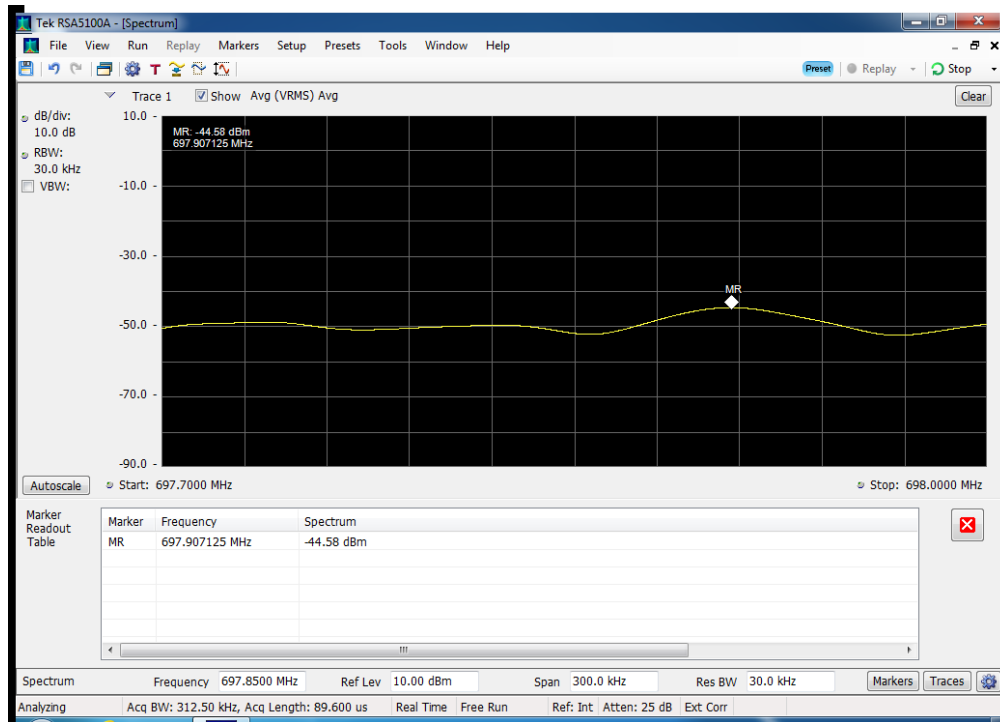 Tek RSA5100A - [Spectrum]
File View Run Replay Markers Setup Presets Tools Window Help
T Preset Replay Stop
Trace 1 Show Avg (VRMS) Avg Clear
dB/div: 10.0 dB
RBW: 30.0 kHz
VBW:
10.0
-10.0
-30.0
-50.0
-70.0
-90.0
MR: -44.58 dBm
697.907125 MHz
MR
Autoscale Start: 697.7000 MHz Stop: 698.0000 MHz
Marker Readout Table
Marker Frequency Spectrum
MR 697.907125 MHz -44.58 dBm
Spectrum Frequency 697.8500 MHz Ref Lev 10.00 dBm Span 300.0 kHz Res BW 30.0 kHz Markers Traces
Analyzing Acq BW: 312.50 kHz, Acq Length: 89.600 us Real Time Free Run Ref: Int Atten: 25 dB Ext Corr